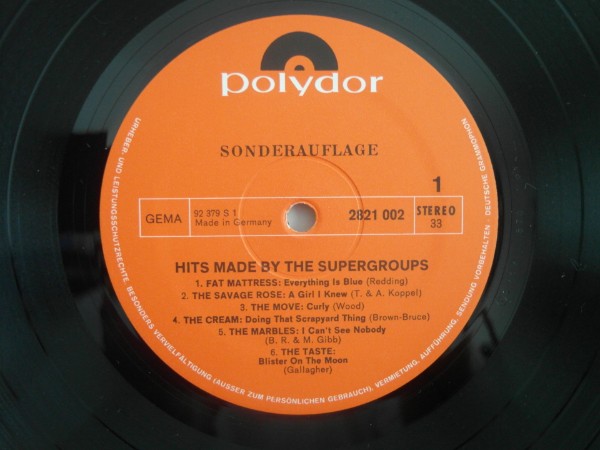 polydor
SONDERAUFLAGE
1
GEMA
92 379 S 1
Made in Germany
2821 002
STEREO
33
HITS MADE BY THE SUPERGROUPS
1. FAT MATTRESS: Everything Is Blue (Redding)
2. THE SAVAGE ROSE: A Girl I Knew (T. & A. Koppel)
3. THE MOVE: Curly (Wood)
4. THE CREAM: Doing That Scrapyard Thing (Brown-Bruce)
5. THE MARBLES: I Can't See Nobody
(B. R. & M. Gibb)
6. THE TASTE:
Blister On The Moon
(Gallagher)
URHEBER- UND LEISTUNGSSCHUTZRECHTE BESONDERS VERVIELFÄLTIGUNG (AUSSER ZUM PERSÖNLICHEN GEBRAUCH), VERMIETUNG, AUFFÜHRUNG, SENDUNG VORBEHALTEN · DEUTSCHE GRAMMOPHON